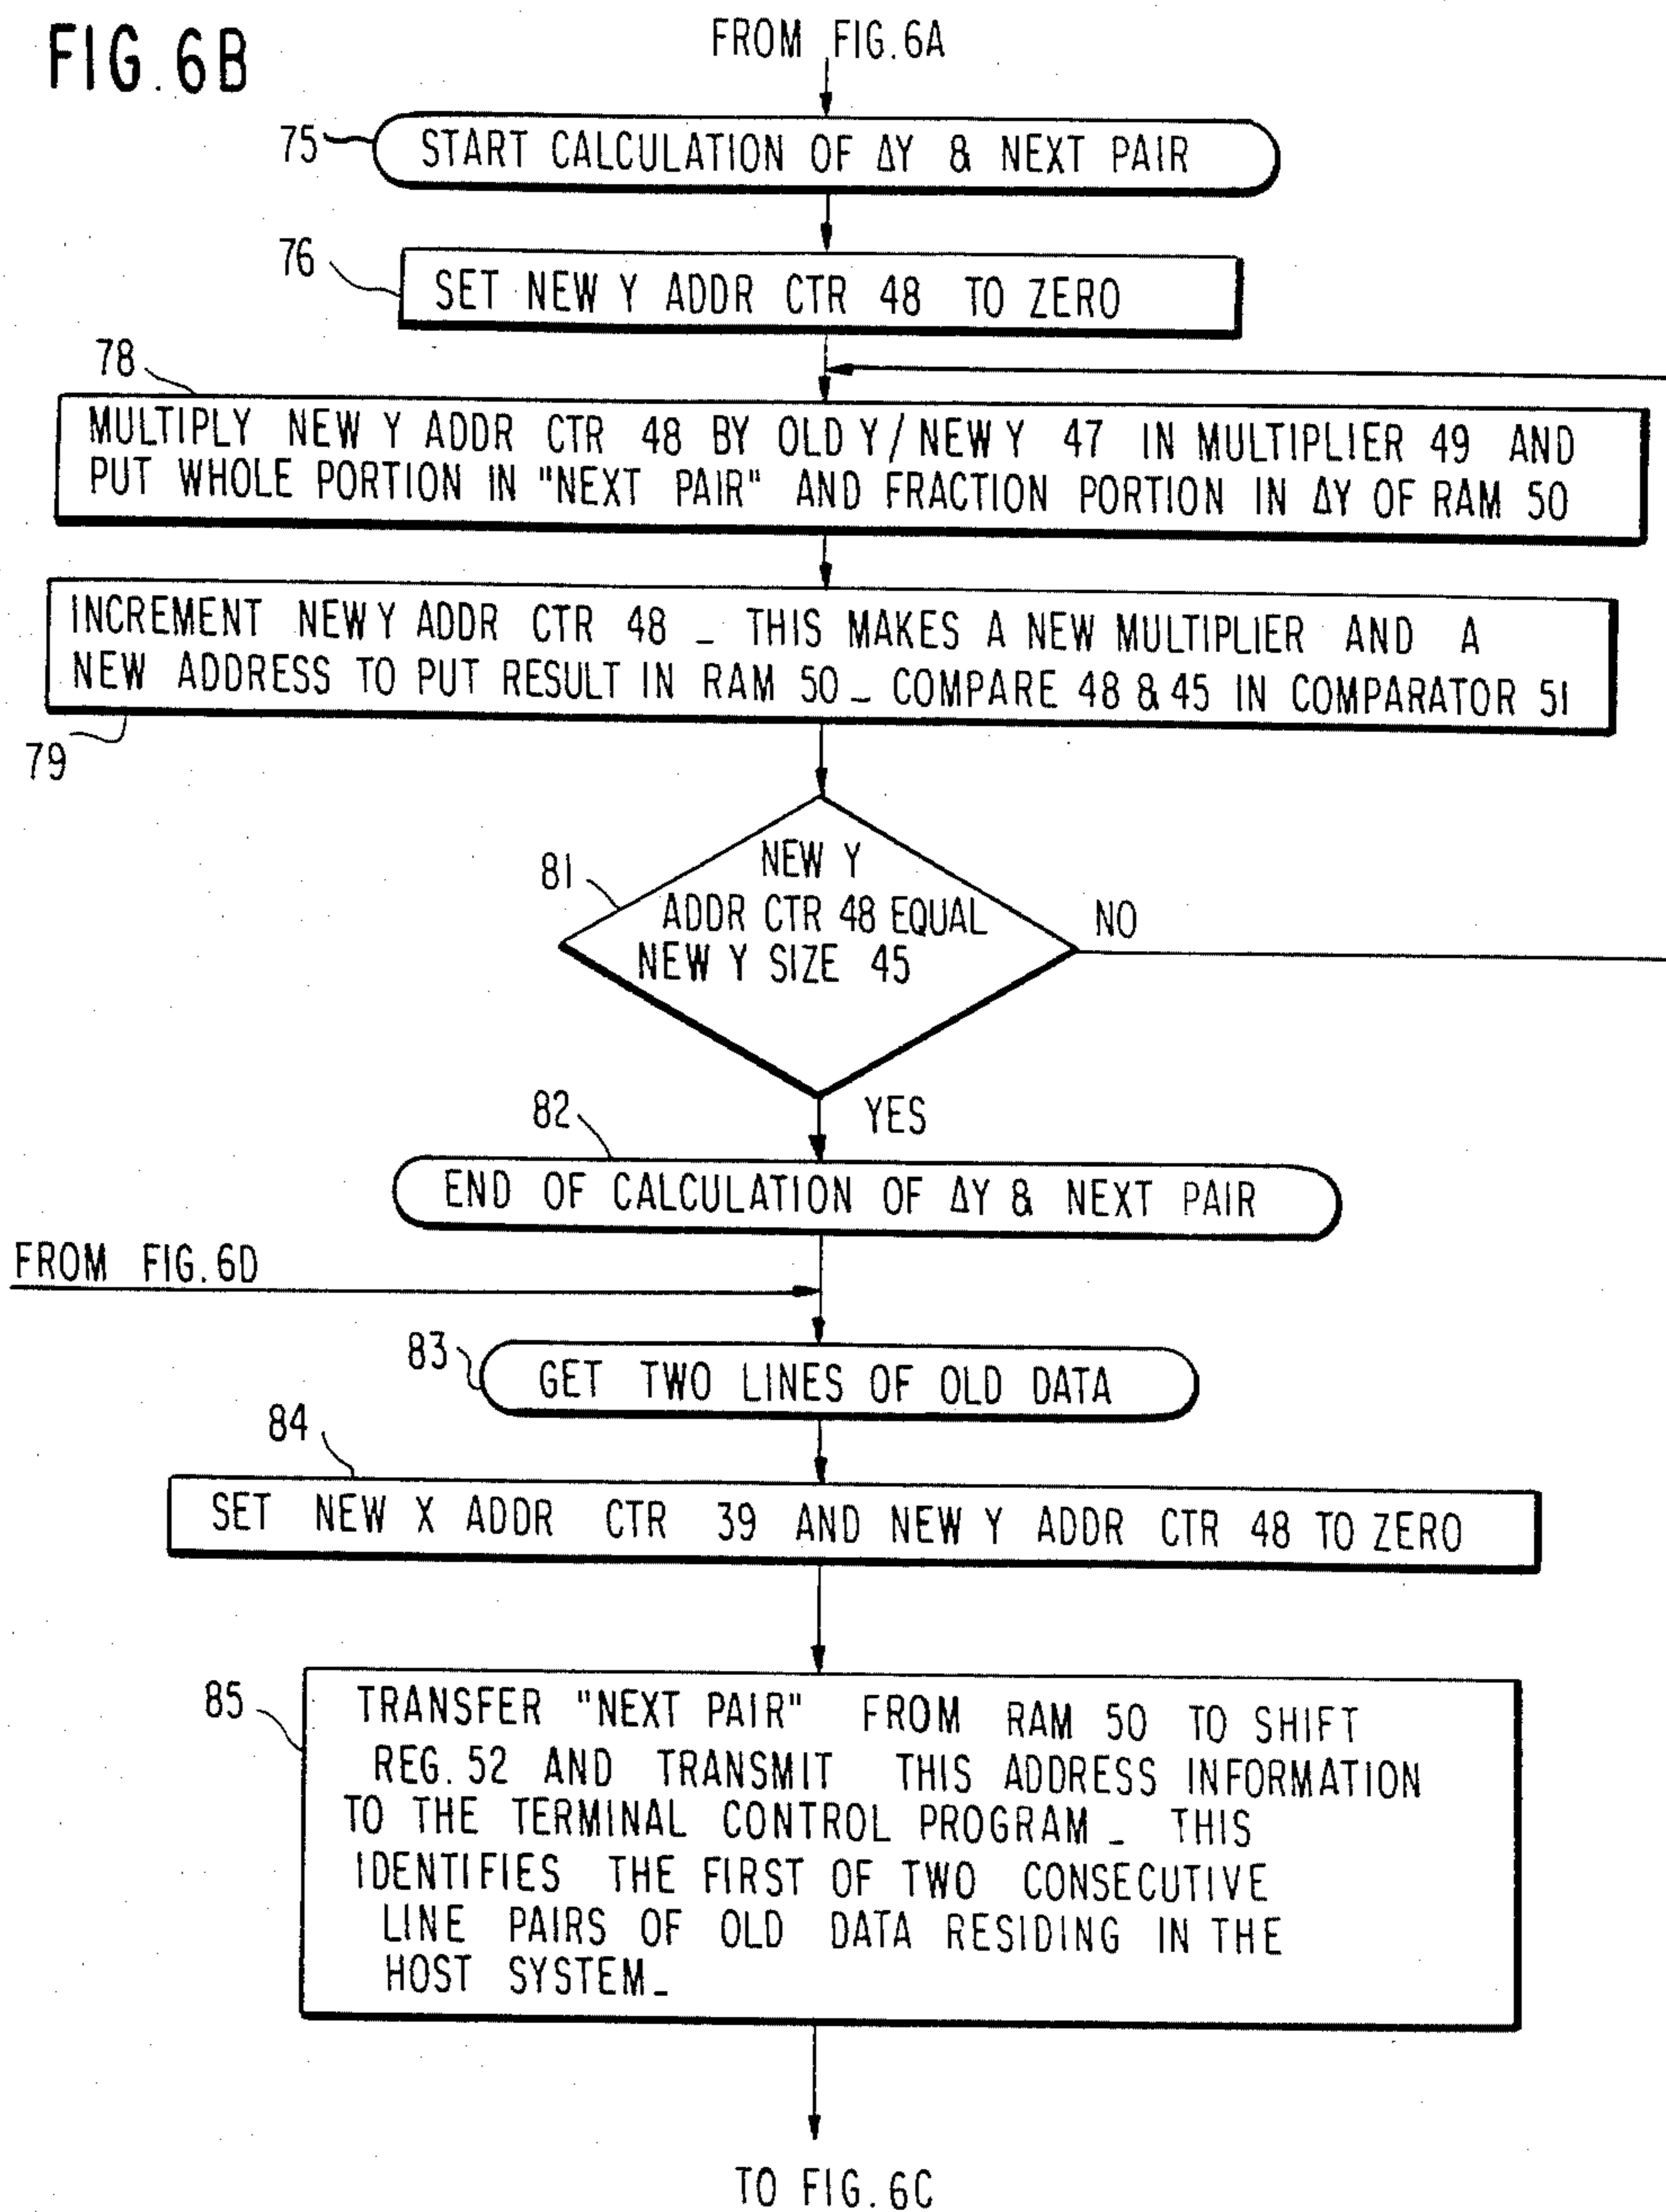 FIG.6B
FROM FIG.6A
75
START CALCULATION OF ΔY & NEXT PAIR
76
SET NEW Y ADDR CTR 48 TO ZERO
78
MULTIPLY NEW Y ADDR CTR 48 BY OLD Y/NEW Y 47 IN MULTIPLIER 49 AND
PUT WHOLE PORTION IN "NEXT PAIR" AND FRACTION PORTION IN ΔY OF RAM 50
INCREMENT NEW Y ADDR CTR 48 _ THIS MAKES A NEW MULTIPLIER AND A
NEW ADDRESS TO PUT RESULT IN RAM 50 _ COMPARE 48 & 45 IN COMPARATOR 51
79
81
NEW Y
ADDR CTR 48 EQUAL
NEW Y SIZE 45
NO
YES
82
END OF CALCULATION OF ΔY & NEXT PAIR
FROM FIG.6D
83
GET TWO LINES OF OLD DATA
84
SET NEW X ADDR CTR 39 AND NEW Y ADDR CTR 48 TO ZERO
85
TRANSFER "NEXT PAIR" FROM RAM 50 TO SHIFT
REG.52 AND TRANSMIT THIS ADDRESS INFORMATION
TO THE TERMINAL CONTROL PROGRAM _ THIS
IDENTIFIES THE FIRST OF TWO CONSECUTIVE
LINE PAIRS OF OLD DATA RESIDING IN THE
HOST SYSTEM _
TO FIG.6C